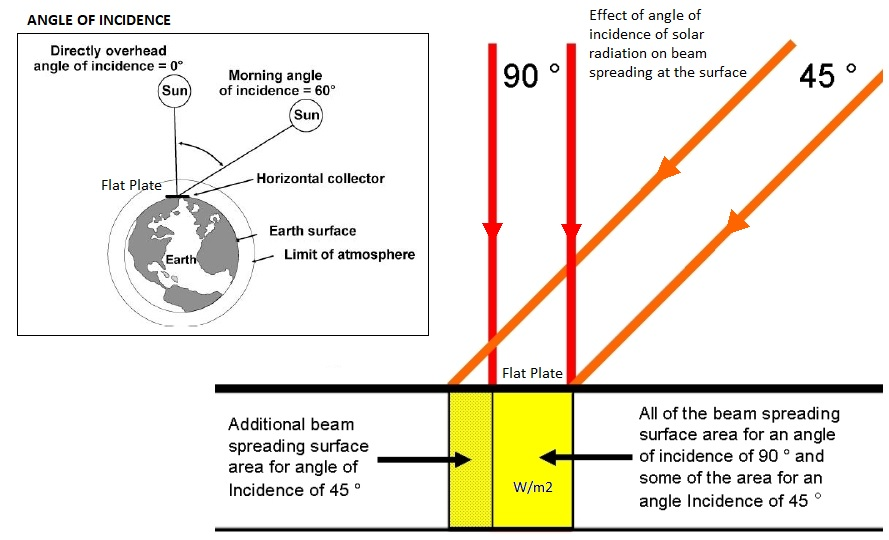 ANGLE OF INCIDENCE
Directly overhead
angle of incidence = 0°
Sun
Morning angle
of incidence = 60°
Sun
Flat Plate
Horizontal collector
Earth surface
Limit of atmosphere
Earth
Effect of angle of
incidence of solar
radiation on beam
spreading at the surface
90 °
45 °
Flat Plate
Additional beam
spreading surface
area for angle of
Incidence of 45 °
W/m2
All of the beam spreading
surface area for an angle
of incidence of 90 ° and
some of the area for an
angle Incidence of 45 °